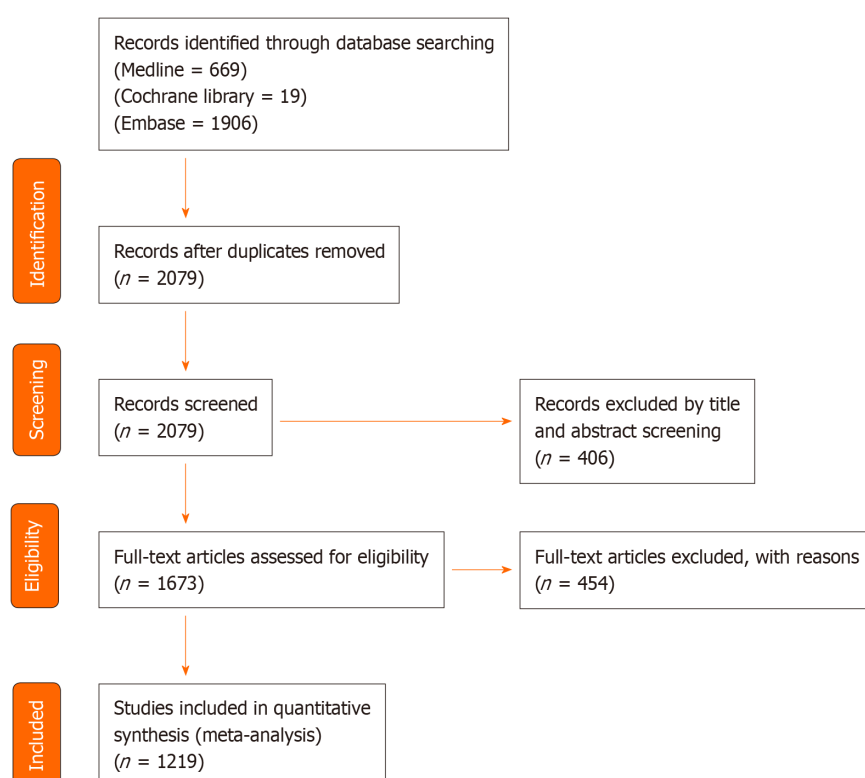 Records identified through database searching
(Medline = 669)
(Cochrane library = 19)
(Embase = 1906)
Identification
Records after duplicates removed
(n = 2079)
Screening
Records screened
(n = 2079)
Records excluded by title
and abstract screening
(n = 406)
Eligibility
Full-text articles assessed for eligibility
(n = 1673)
Full-text articles excluded, with reasons
(n = 454)
Included
Studies included in quantitative
synthesis (meta-analysis)
(n = 1219)